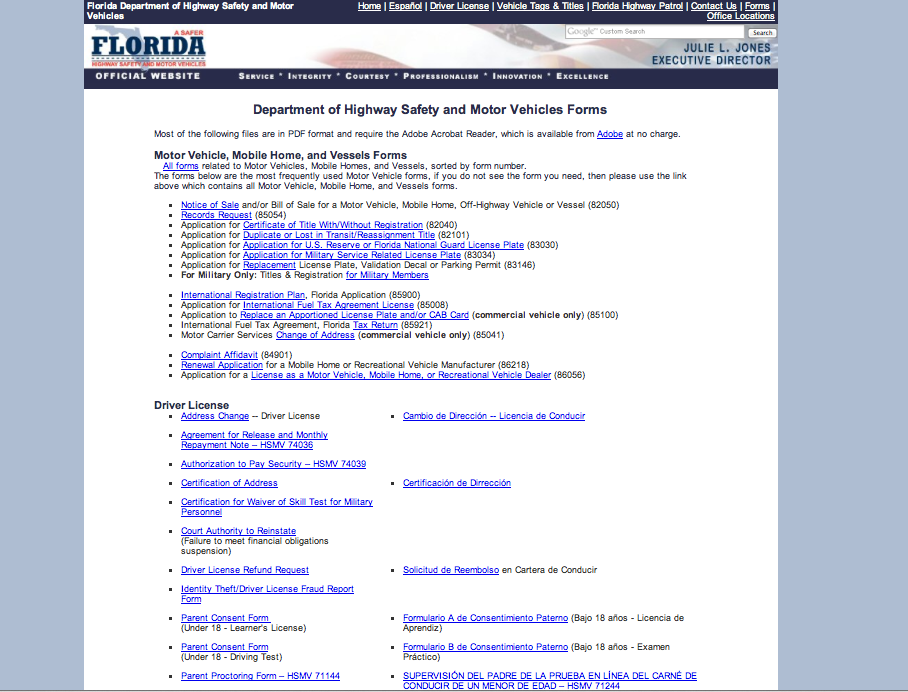 Florida Department of Highway Safety and Motor Vehicles
Home | Español | Driver License | Vehicle Tags & Titles | Florida Highway Patrol | Contact Us | Forms | Office Locations
A SAFER
FLORIDA
HIGHWAY SAFETY AND MOTOR VEHICLES
Google™ Custom Search
Search
JULIE L. JONES
EXECUTIVE DIRECTOR
OFFICIAL WEBSITE
SERVICE * INTEGRITY * COURTESY * PROFESSIONALISM * INNOVATION * EXCELLENCE
Department of Highway Safety and Motor Vehicles Forms
Most of the following files are in PDF format and require the Adobe Acrobat Reader, which is available from Adobe at no charge.
Motor Vehicle, Mobile Home, and Vessels Forms
All forms related to Motor Vehicles, Mobile Homes, and Vessels, sorted by form number.
The forms below are the most frequently used Motor Vehicle forms, if you do not see the form you need, then please use the link
above which contains all Motor Vehicle, Mobile Home, and Vessels forms.
Notice of Sale and/or Bill of Sale for a Motor Vehicle, Mobile Home, Off-Highway Vehicle or Vessel (82050)
Records Request (85054)
Application for Certificate of Title With/Without Registration (82040)
Application for Duplicate or Lost in Transit/Reassignment Title (82101)
Application for Application for U.S. Reserve or Florida National Guard License Plate (83030)
Application for Application for Military Service Related License Plate (83034)
Application for Replacement License Plate, Validation Decal or Parking Permit (83146)
For Military Only: Titles & Registration for Military Members
International Registration Plan, Florida Application (85900)
Application for International Fuel Tax Agreement License (85008)
Application to Replace an Apportioned License Plate and/or CAB Card (commercial vehicle only) (85100)
International Fuel Tax Agreement, Florida Tax Return (85921)
Motor Carrier Services Change of Address (commercial vehicle only) (85041)
Complaint Affidavit (84901)
Renewal Application for a Mobile Home or Recreational Vehicle Manufacturer (86218)
Application for a License as a Motor Vehicle, Mobile Home, or Recreational Vehicle Dealer (86056)
Driver License
Address Change -- Driver License
Cambio de Dirección -- Licencia de Conducir
Agreement for Release and Monthly
Repayment Note – HSMV 74036
Authorization to Pay Security – HSMV 74039
Certification of Address
Certificación de Dirrección
Certification for Waiver of Skill Test for Military
Personnel
Court Authority to Reinstate
(Failure to meet financial obligations
suspension)
Driver License Refund Request
Solicitud de Reembolso en Cartera de Conducir
Identity Theft/Driver License Fraud Report
Form
Parent Consent Form
(Under 18 - Learner's License)
Formulario A de Consentimiento Paterno (Bajo 18 años - Licencia de
Aprendiz)
Parent Consent Form
(Under 18 - Driving Test)
Formulario B de Consentimiento Paterno (Bajo 18 años - Examen
Práctico)
Parent Proctoring Form – HSMV 71144
SUPERVISIÓN DEL PADRE DE LA PRUEBA EN LÍNEA DEL CARNÉ DE
CONDUCIR DE UN MENOR DE EDAD – HSMV 71244